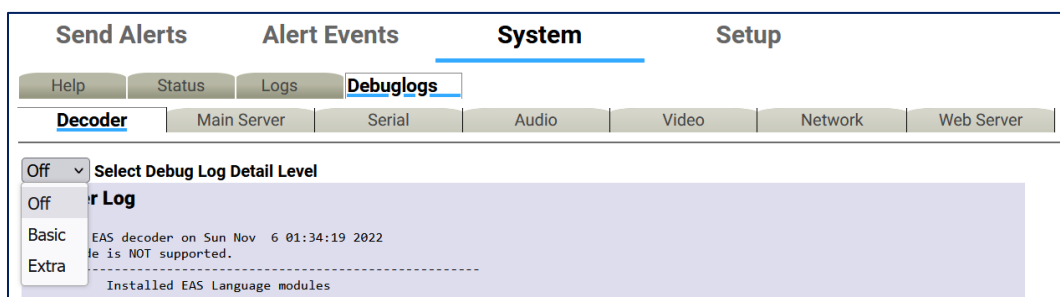 Send Alerts Alert Events System Setup
Help Status Logs Debuglogs
Decoder Main Server Serial Audio Video Network Web Server
Off Select Debug Log Detail Level
Off
r Log
Basic
EAS decoder on Sun Nov 6 01:34:19 2022
de is NOT supported.
Extra
Installed EAS Language modules